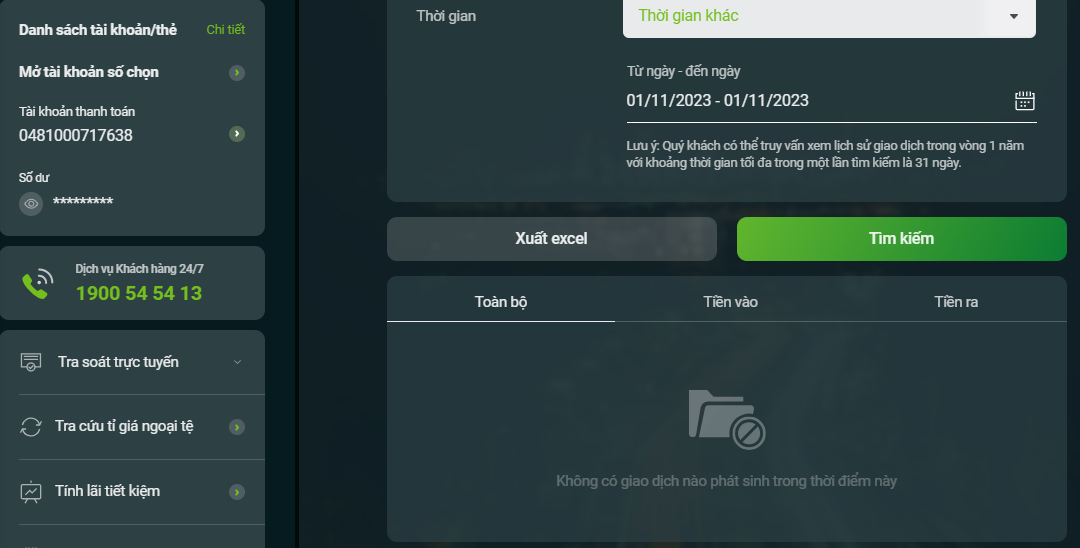 Danh sách tài khoản/thẻ
Chi tiết
Mở tài khoản số chọn
Tài khoản thanh toán
0481000717638
Số dư
*********
Dịch vụ Khách hàng 24/7
1900 54 54 13
Tra soát trực tuyến
Tra cứu tỉ giá ngoại tệ
Tính lãi tiết kiệm
Thời gian
Thời gian khác
Từ ngày - đến ngày
01/11/2023 - 01/11/2023
Lưu ý: Quý khách có thể truy vấn xem lịch sử giao dịch trong vòng 1 năm
với khoảng thời gian tối đa trong một lần tìm kiếm là 31 ngày.
Xuất excel
Tìm kiếm
Toàn bộ
Tiền vào
Tiền ra
Không có giao dịch nào phát sinh trong thời điểm này